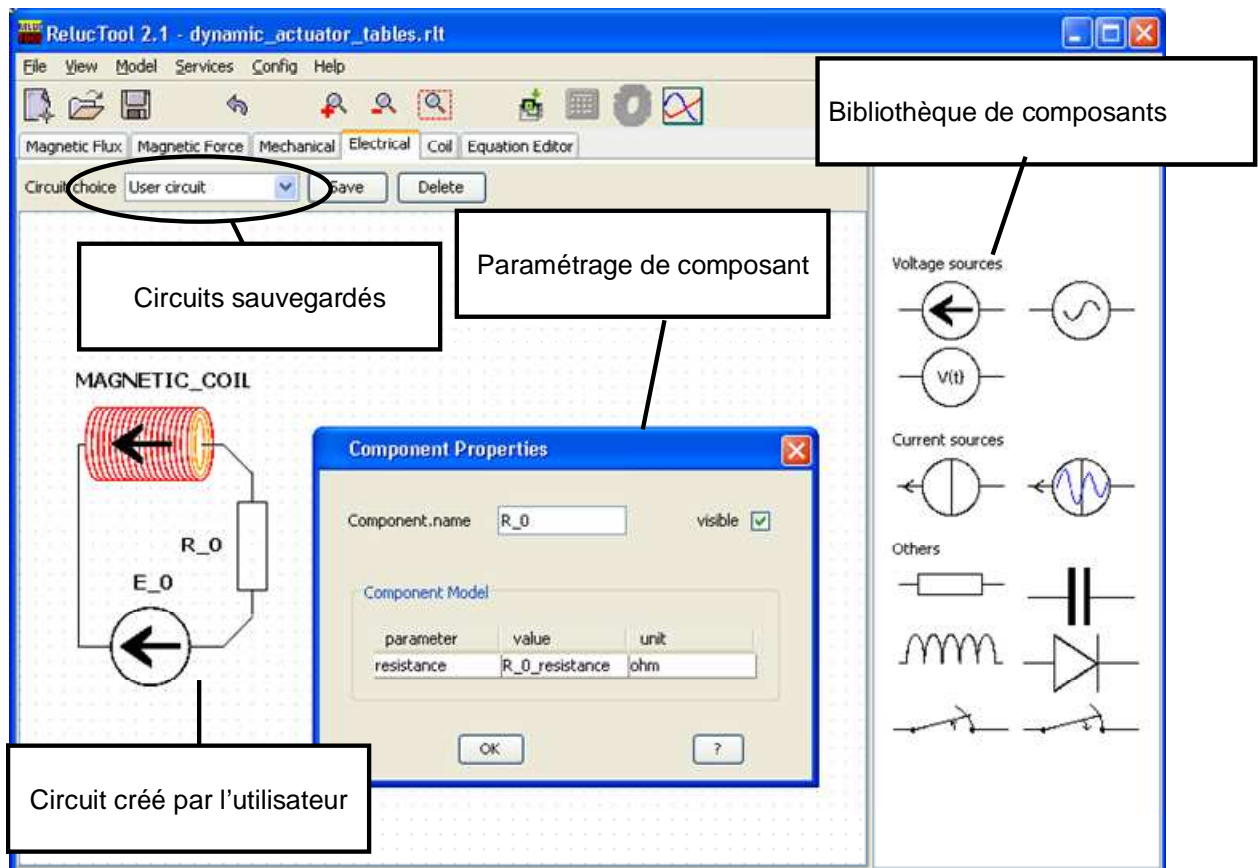 RelucTool 2.1 - dynamic_actuator_tables.rlt
File View Model Services Config Help
Bibliothèque de composants
Magnetic Flux Magnetic Force Mechanical Electrical Coil Equation Editor
Circuit choice User circuit Save Delete
Circuits sauvegardés
Paramétrage de composant
Voltage sources
V(t)
Current sources
Others
MAGNETIC_COIL
R_0
E_0
Component Properties
Component.name R_0 visible
Component Model
parameter value unit
resistance R_0_resistance ohm
OK ?
Circuit créé par l'utilisateur